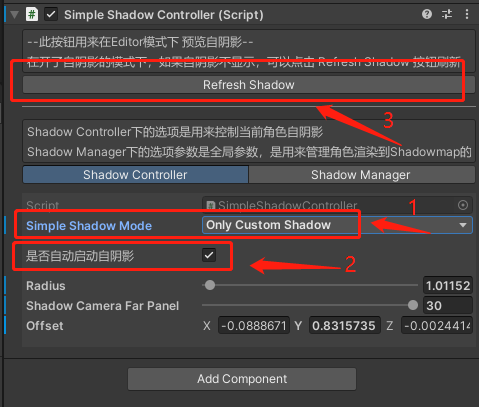 Simple Shadow Controller (Script)
--此按钮用来在Editor模式下 预览自阴影--
在开了自阴影的模式下，如果自阴影不显示，可以点击 Refresh Shadow 按钮刷新
Refresh Shadow
3
Shadow Controller下的选项是用来控制当前角色自阴影
Shadow Manager下的选项参数是全局参数，是用来管理角色渲染到Shadowmap的
Shadow Controller Shadow Manager
Script # SimpleShadowController
Simple Shadow Mode Only Custom Shadow 1
是否自动启动自阴影 2
Radius 1.01152
Shadow Camera Far Panel 30
Offset X -0.0888671 Y 0.8315735 Z -0.0024414
Add Component